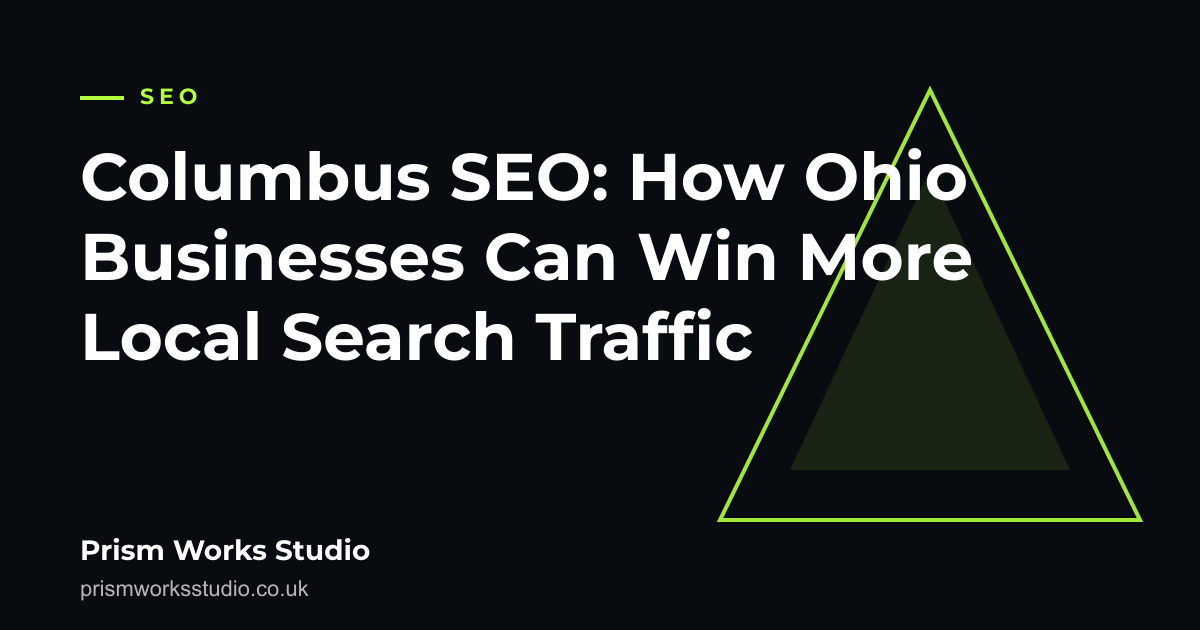 SEO
Columbus SEO: How Ohio
Businesses Can Win More
Local Search Traffic
Prism Works Studio
prismworksstudio.co.uk